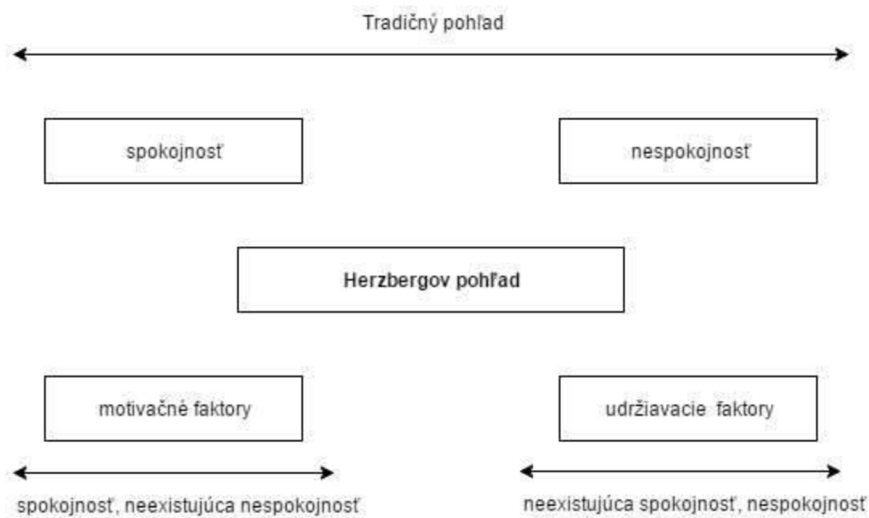 Tradičný pohľad
spokojnosť
nespokojnosť
Herzbergov pohľad
motivačné faktory
udržiavacie faktory
spokojnosť, neexistujúca nespokojnosť
neexistujúca spokojnosť, nespokojnosť